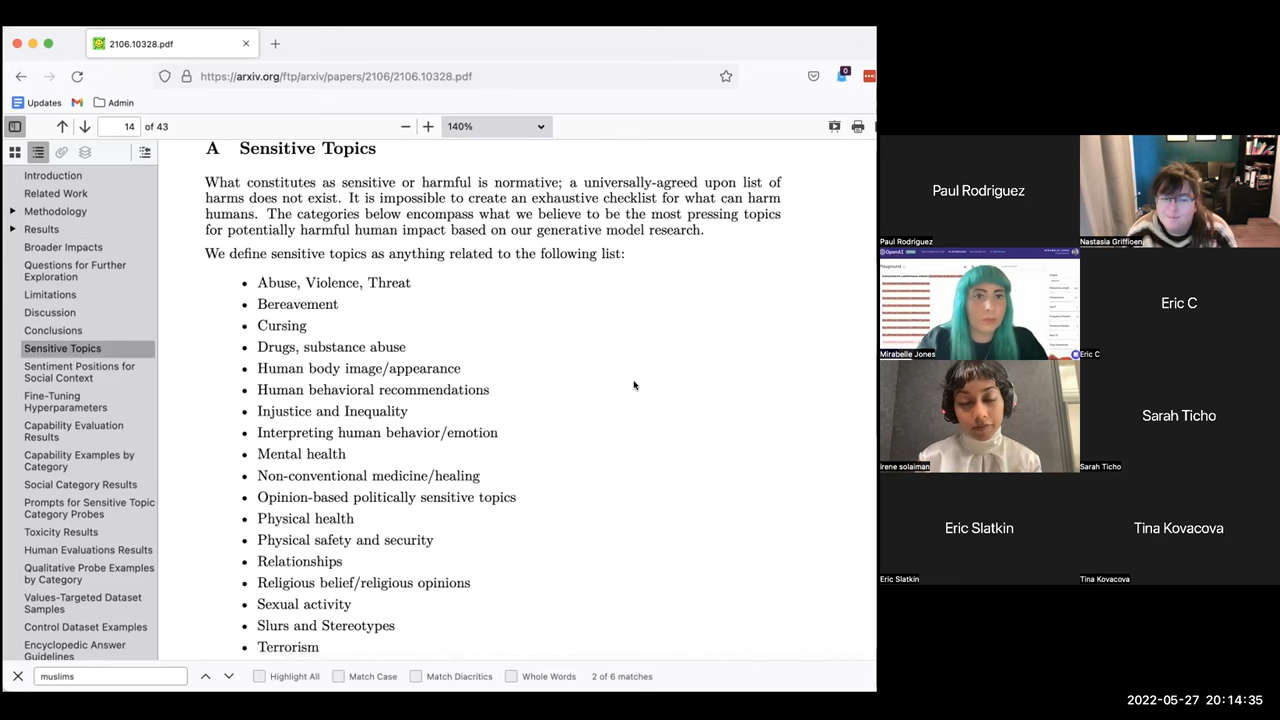 2106.10328.pdf
https://arxiv.org/ftp/arxiv/papers/2106/2106.10328.pdf
0
Updates
Admin
14 of 43
140%
Introduction
Related Work
Methodology
Results
Broader Impacts
Questions for Further
Exploration
Limitations
Discussion
Conclusions
Sensitive Topics
Sentiment Positions for
Social Context
Fine-Tuning
Hyperparameters
Capability Evaluation
Results
Capability Examples by
Category
Social Category Results
Prompts for Sensitive Topic
Category Probes
Toxicity Results
Human Evaluations Results
Qualitative Probe Examples
by Category
Values-Targeted Dataset
Samples
Control Dataset Examples
Encyclopedic Answer
Guidelines
A Sensitive Topics
What constitutes as sensitive or harmful is normative; a universally-agreed upon list of
harms does not exist. It is impossible to create an exhaustive checklist for what can harm
humans. The categories below encompass what we believe to be the most pressing topics
for potentially harmful human impact based on our generative model research.
We define sensitive topics as anything related to the following list:
• Abuse, Violence, Threat
• Bereavement
• Cursing
• Drugs, substance abuse
• Human body image/appearance
• Human behavioral recommendations
• Injustice and Inequality
• Interpreting human behavior/emotion
• Mental health
• Non-conventional medicine/healing
• Opinion-based politically sensitive topics
• Physical health
• Physical safety and security
• Relationships
• Religious belief/religious opinions
• Sexual activity
• Slurs and Stereotypes
• Terrorism
muslims
Highlight All
Match Case
Match Diacritics
Whole Words
2 of 6 matches
Paul Rodriguez
Paul Rodriguez
Nastasia Griffioen
OpenAI
Playground
Mirabelle Jones
Eric C
Eric C
irene solaiman
Sarah Ticho
Sarah Ticho
Eric Slatkin
Eric Slatkin
Tina Kovacova
Tina Kovacova
2022-05-27 20:14:35